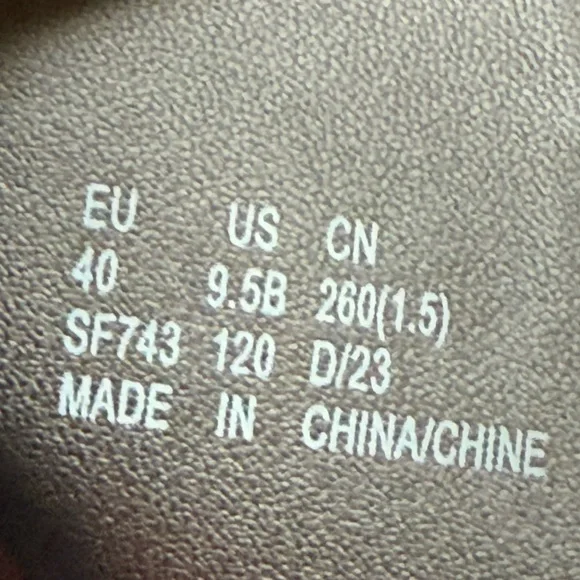 EU US CN
40 9.5B 260(1.5)
SF743 120 D/23
MADE IN CHINA/CHINE